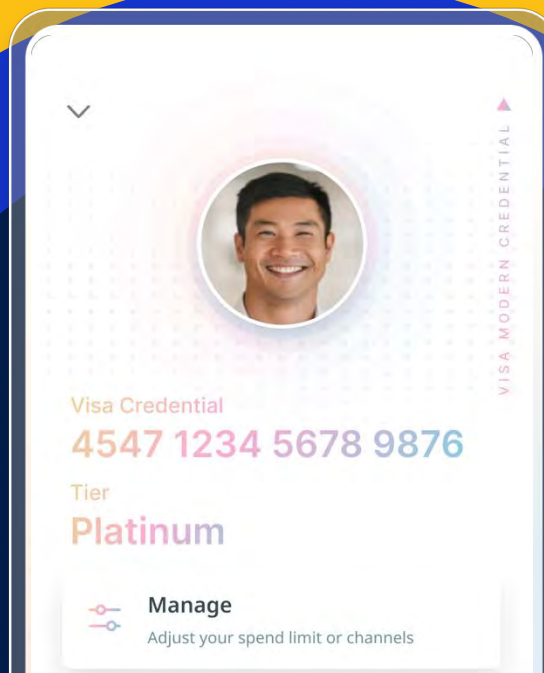 VISA MODERN CREDENTIAL
Visa Credential
4547 1234 5678 9876
Tier
Platinum
Manage
Adjust your spend limit or channels